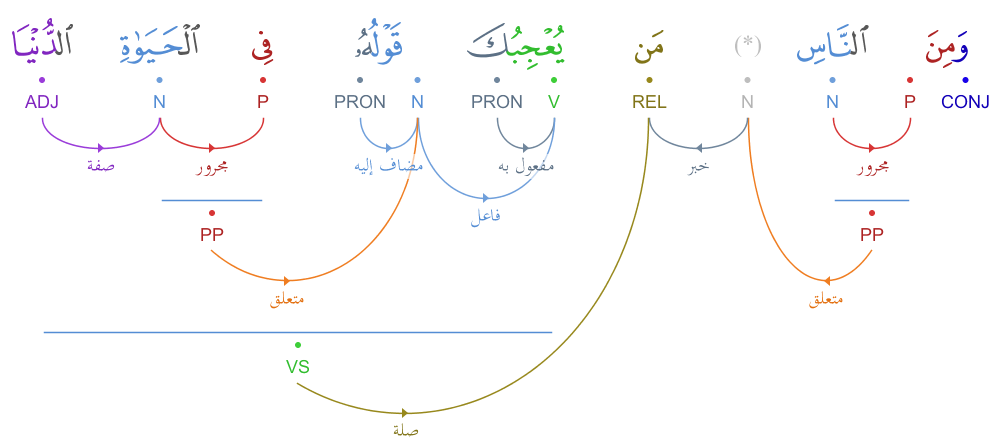 وَمِنَ ٱلنَّاسِ (*) مَن يُعْجِبُكَ قَوْلُهُۥ فِى ٱلْحَيَوٰةِ ٱلدُّنْيَا
CONJ P N N REL V PRON N PRON P N ADJ
مجرور خبر مفعول به مضاف إليه مجرور صفة
فاعل
PP PP
متعلق متعلق
VS
صلة